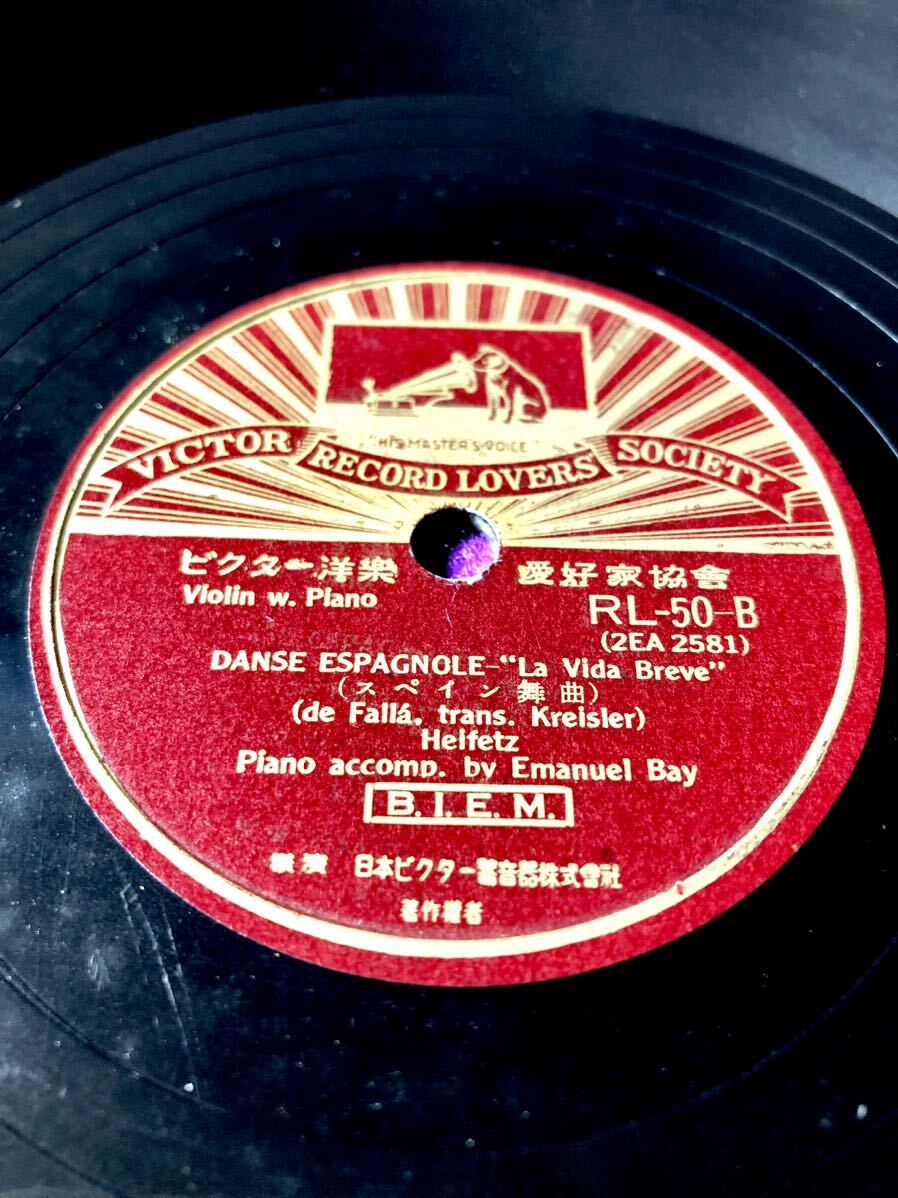 "HIS MASTER'S VOICE"
VICTOR RECORD LOVERS' SOCIETY
ビクター洋樂 愛好家協會
Violin w. Piano
RL-50-B
(2EA 2581)
DANSE ESPAGNOLE-"La Vida Breve"
(スペイン舞曲)
(de Fallá, trans. Kreisler)
Heifetz
Piano accomp. by Emanuel Bay
B.I.E.M.
日本ビクター蓄音器株式會社
著作權者